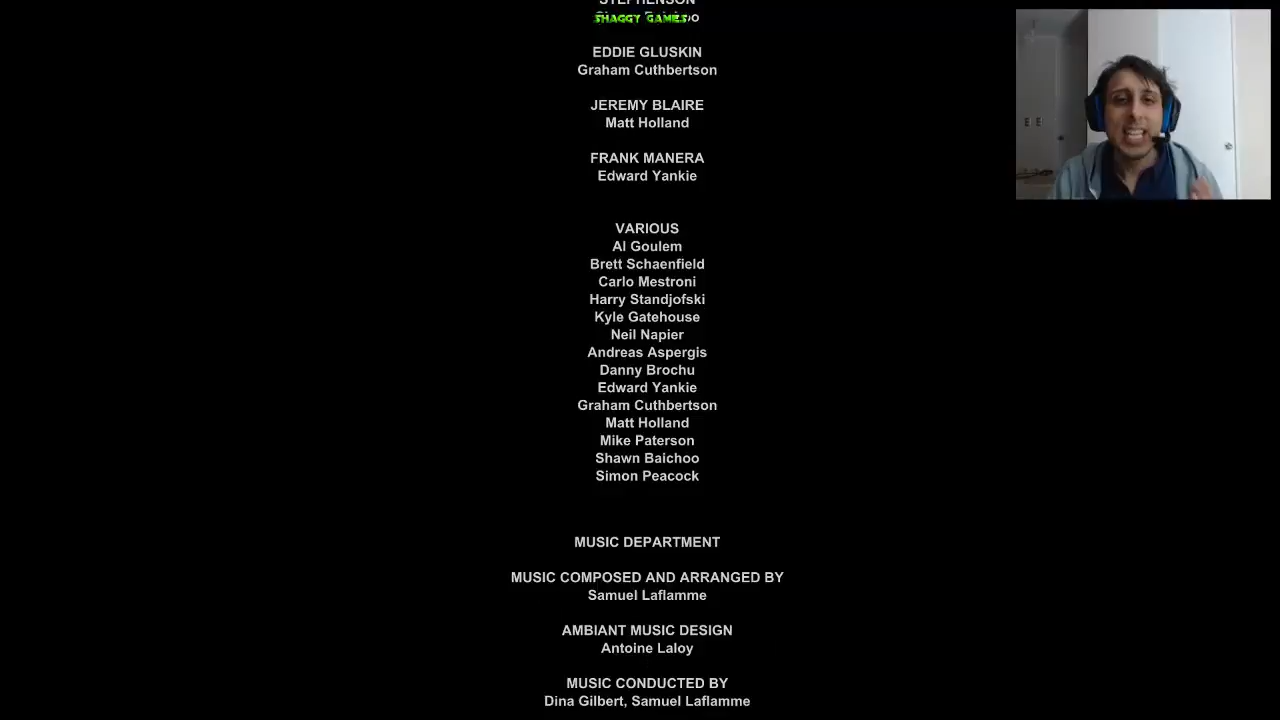 STEPHENSON
SHAGGY GAMES
EDDIE GLUSKIN
Graham Cuthbertson
JEREMY BLAIRE
Matt Holland
FRANK MANERA
Edward Yankie
VARIOUS
Al Goulem
Brett Schaenfield
Carlo Mestroni
Harry Standjofski
Kyle Gatehouse
Neil Napier
Andreas Aspergis
Danny Brochu
Edward Yankie
Graham Cuthbertson
Matt Holland
Mike Paterson
Shawn Baichoo
Simon Peacock
MUSIC DEPARTMENT
MUSIC COMPOSED AND ARRANGED BY
Samuel Laflamme
AMBIANT MUSIC DESIGN
Antoine Laloy
MUSIC CONDUCTED BY
Dina Gilbert, Samuel Laflamme